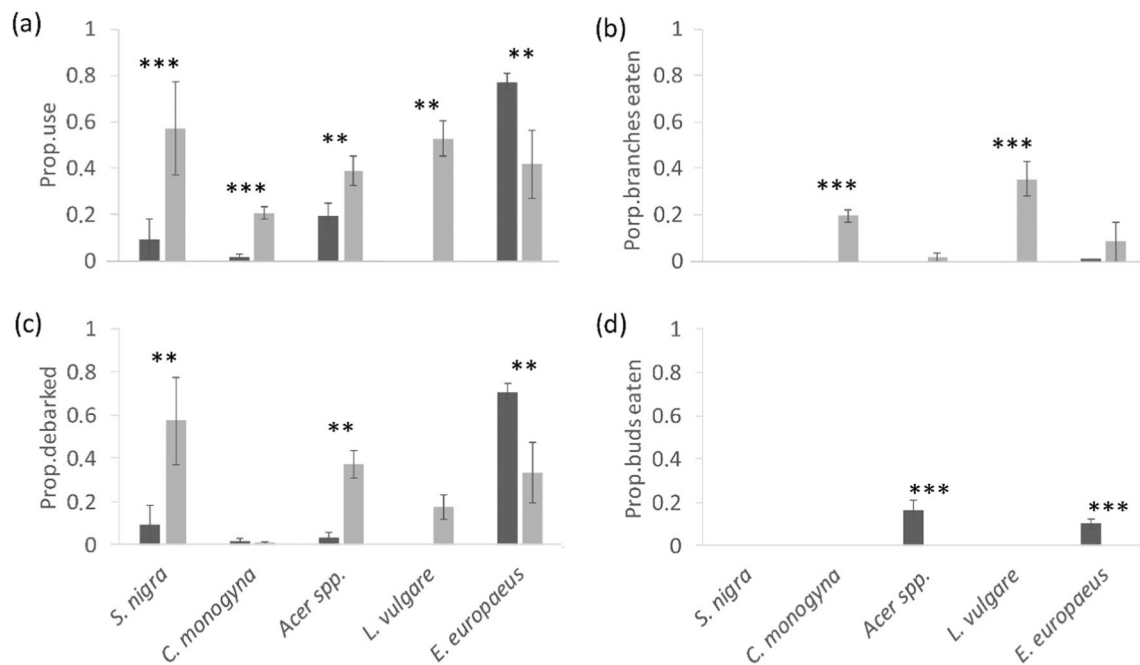 (a)
Prop.use
1
0.8
0.6
0.4
0.2
0
***
***
**
**
**
(b)
Porp.branches eaten
1
0.8
0.6
0.4
0.2
0
***
***
(c)
Prop.debarked
1
0.8
0.6
0.4
0.2
0
**
**
**
S. nigra
C. monogyna
Acer spp.
L. vulgare
E. europaeus
(d)
Prop.buds eaten
1
0.8
0.6
0.4
0.2
0
***
***
S. nigra
C. monogyna
Acer spp.
L. vulgare
E. europaeus